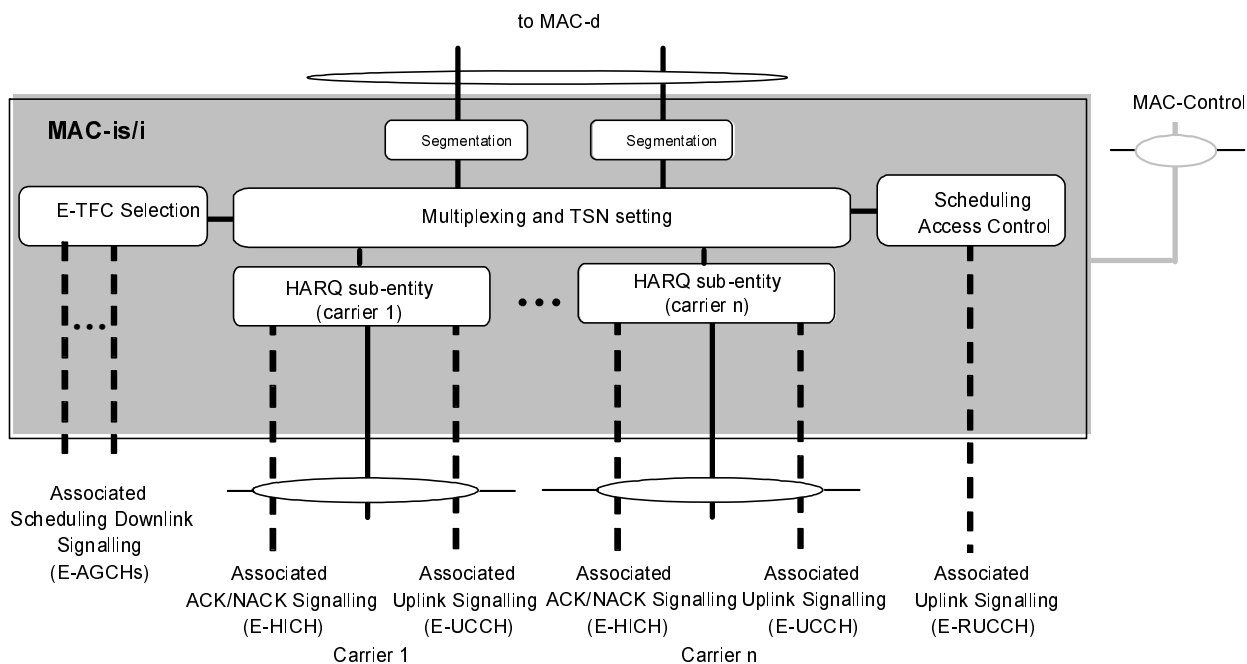 to MAC-d
MAC-Control
MAC-is/i
Segmentation
Segmentation
E-TFC Selection
Multiplexing and TSN setting
Scheduling
Access Control
HARQ sub-entity
(carrier 1)
HARQ sub-entity
(carrier n)
Associated
Scheduling Downlink
Signalling
(E-AGCHs)
Associated
ACK/NACK Signalling
(E-HICH)
Associated
Uplink Signalling
(E-UCCH)
Associated
ACK/NACK Signalling
(E-HICH)
Associated
Uplink Signalling
(E-UCCH)
Associated
Uplink Signalling
(E-RUCCH)
Carrier 1
Carrier n